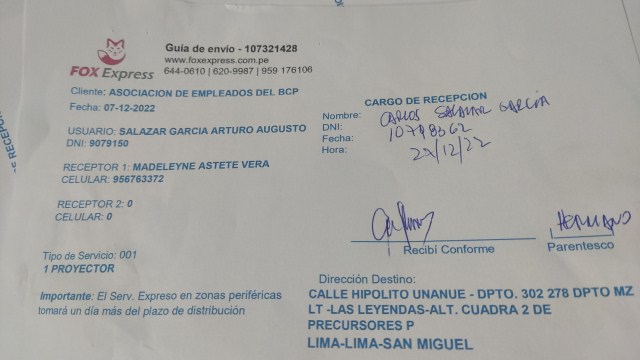 FOX Express
Guía de envío - 107321428
www.foxexpress.com.pe
644-0610 | 620-9987 | 959 176106
Cliente: ASOCIACION DE EMPLEADOS DEL BCP
Fecha: 07-12-2022
USUARIO: SALAZAR GARCIA ARTURO AUGUSTO
DNI: 9079150
RECEPTOR 1: MADELEYNE ASTETE VERA
CELULAR: 956763372
RECEPTOR 2: 0
CELULAR: 0
Tipo de Servicio: 001
1 PROYECTOR
Importante: El Serv. Expreso en zonas periféricas
tomará un día más del plazo de distribución
CARGO DE RECEPCION
Nombre: CARLOS SALAZAR GARCÍA
DNI: 10798362
Fecha: 22/12/22
Hora:
HERMANO
Recibí Conforme
Parentesco
Dirección Destino:
CALLE HIPOLITO UNANUE - DPTO. 302 278 DPTO MZ
LT -LAS LEYENDAS-ALT. CUADRA 2 DE
PRECURSORES P
LIMA-LIMA-SAN MIGUEL